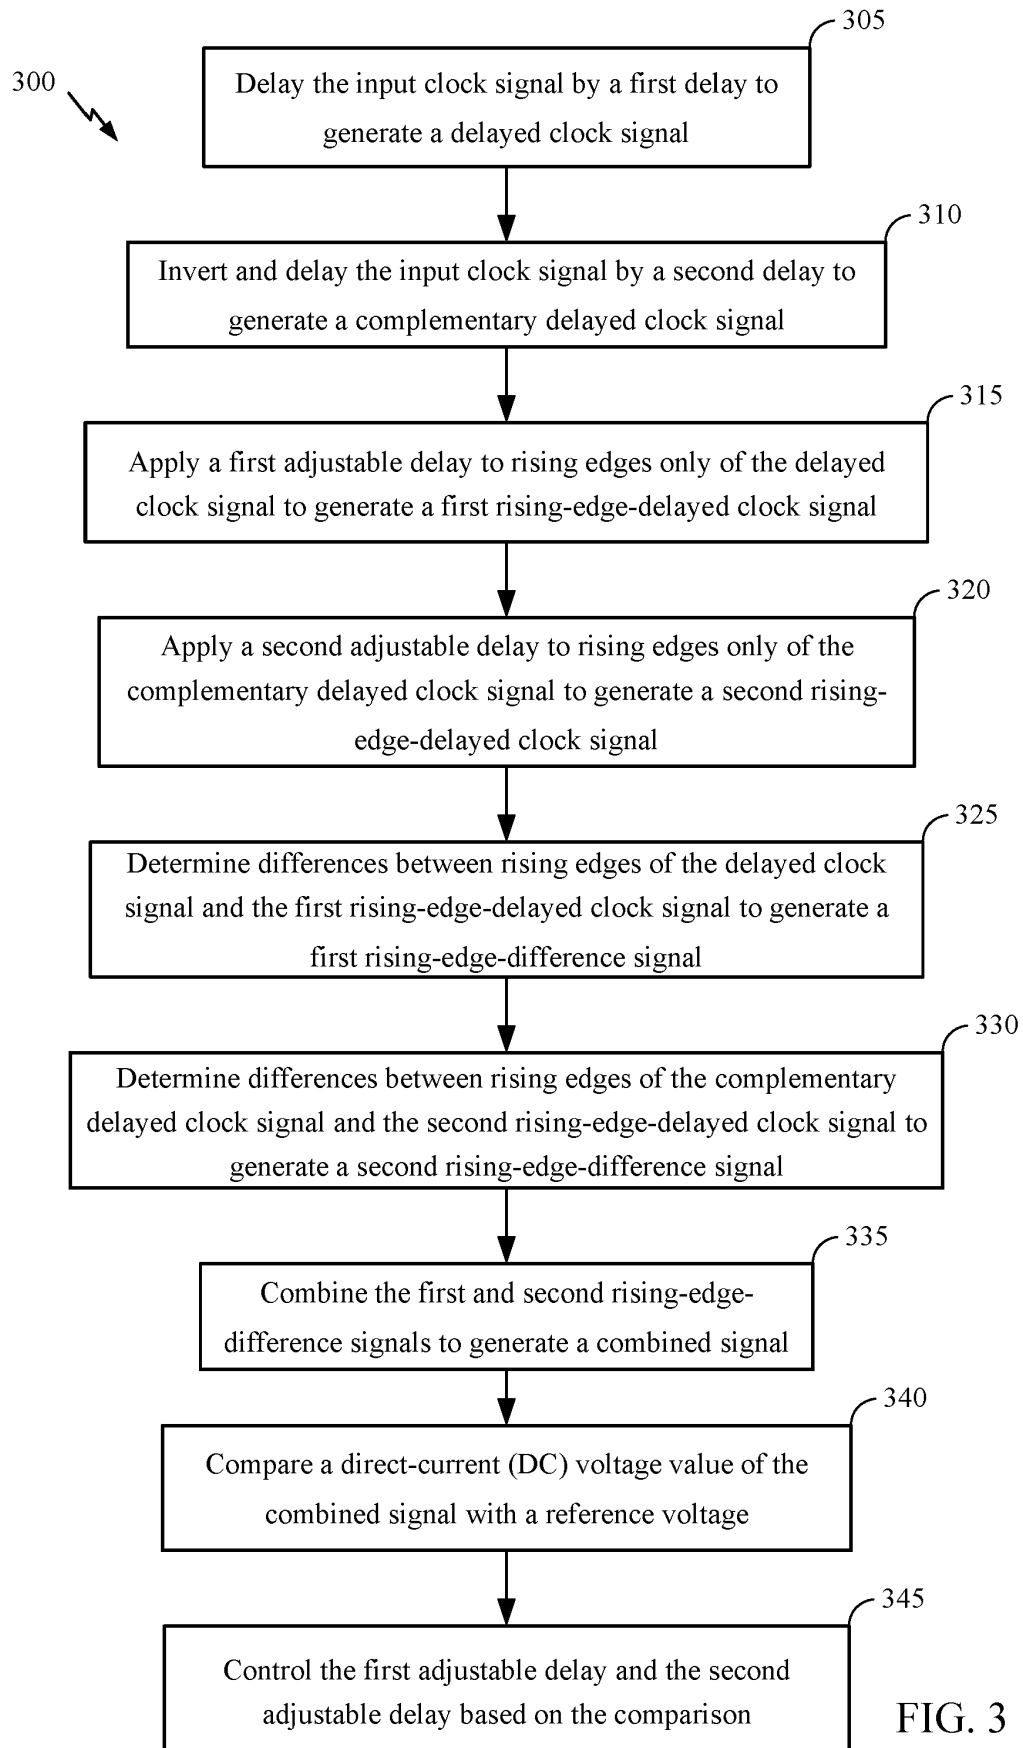 305
300
Delay the input clock signal by a first delay to
generate a delayed clock signal
310
Invert and delay the input clock signal by a second delay to
generate a complementary delayed clock signal
315
Apply a first adjustable delay to rising edges only of the delayed
clock signal to generate a first rising-edge-delayed clock signal
320
Apply a second adjustable delay to rising edges only of the
complementary delayed clock signal to generate a second rising-
edge-delayed clock signal
325
Determine differences between rising edges of the delayed clock
signal and the first rising-edge-delayed clock signal to generate a
first rising-edge-difference signal
330
Determine differences between rising edges of the complementary
delayed clock signal and the second rising-edge-delayed clock signal to
generate a second rising-edge-difference signal
335
Combine the first and second rising-edge-
difference signals to generate a combined signal
340
Compare a direct-current (DC) voltage value of the
combined signal with a reference voltage
345
Control the first adjustable delay and the second
adjustable delay based on the comparison
FIG. 3